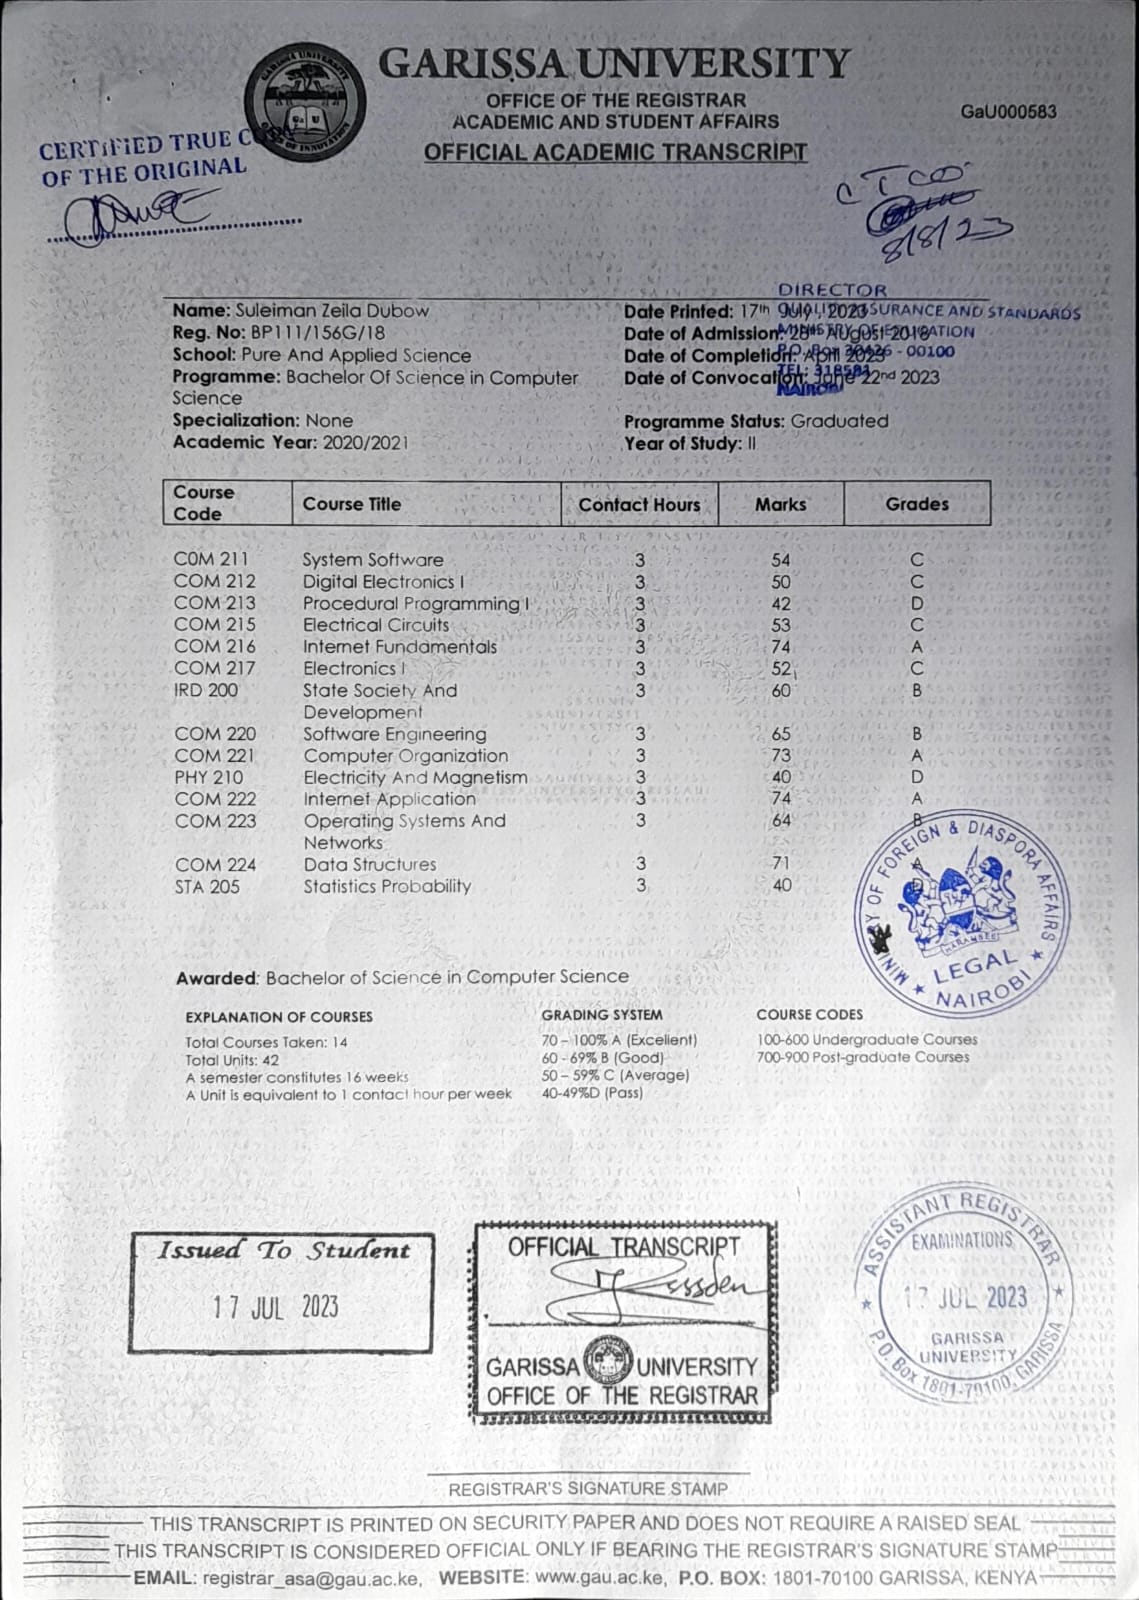 GARISSA UNIVERSITY
OFFICE OF THE REGISTRAR
ACADEMIC AND STUDENT AFFAIRS
OFFICIAL ACADEMIC TRANSCRIPT
GaU000583
CERTIFIED TRUE COPY
OF THE ORIGINAL
CTCO
8/8/23
DIRECTOR
QUALITY ASSURANCE AND STANDARDS
MINISTRY OF EDUCATION
P.O. Box 30426 - 00100
TEL: 318581
NAIROBI
Name: Suleiman Zeila Dubow
Reg. No: BP111/156G/18
School: Pure And Applied Science
Programme: Bachelor Of Science in Computer
Science
Specialization: None
Academic Year: 2020/2021
Date Printed: 17th July, 2023
Date of Admission: 28th August 2018
Date of Completion: April 2023
Date of Convocation: June 22nd 2023
Programme Status: Graduated
Year of Study: II
Course Code Course Title Contact Hours Marks Grades
COM 211 System Software 3 54 C
COM 212 Digital Electronics I 3 50 C
COM 213 Procedural Programming I 3 42 D
COM 215 Electrical Circuits 3 53 C
COM 216 Internet Fundamentals 3 74 A
COM 217 Electronics I 3 52 C
IRD 200 State Society And 3 60 B
Development
COM 220 Software Engineering 3 65 B
COM 221 Computer Organization 3 73 A
PHY 210 Electricity And Magnetism 3 40 D
COM 222 Internet Application 3 74 A
COM 223 Operating Systems And 3 64 B
Networks
COM 224 Data Structures 3 71 A
STA 205 Statistics Probability 3 40
MINISTRY OF FOREIGN & DIASPORA AFFAIRS
HARAMBEE
LEGAL
NAIROBI
Awarded: Bachelor of Science in Computer Science
EXPLANATION OF COURSES
Total Courses Taken: 14
Total Units: 42
A semester constitutes 16 weeks
A Unit is equivalent to 1 contact hour per week
GRADING SYSTEM
70 – 100% A (Excellent)
60 - 69% B (Good)
50 – 59% C (Average)
40-49%D (Pass)
COURSE CODES
100-600 Undergraduate Courses
700-900 Post-graduate Courses
Issued To Student
17 JUL 2023
OFFICIAL TRANSCRIPT
GARISSA UNIVERSITY
OFFICE OF THE REGISTRAR
ASSISTANT REGISTRAR
EXAMINATIONS
17 JUL 2023
GARISSA
UNIVERSITY
P.O. Box 1801-70100, GARISSA
REGISTRAR'S SIGNATURE STAMP
THIS TRANSCRIPT IS PRINTED ON SECURITY PAPER AND DOES NOT REQUIRE A RAISED SEAL
THIS TRANSCRIPT IS CONSIDERED OFFICIAL ONLY IF BEARING THE REGISTRAR'S SIGNATURE STAMP
EMAIL: registrar_asa@gau.ac.ke, WEBSITE: www.gau.ac.ke, P.O. BOX: 1801-70100 GARISSA, KENYA